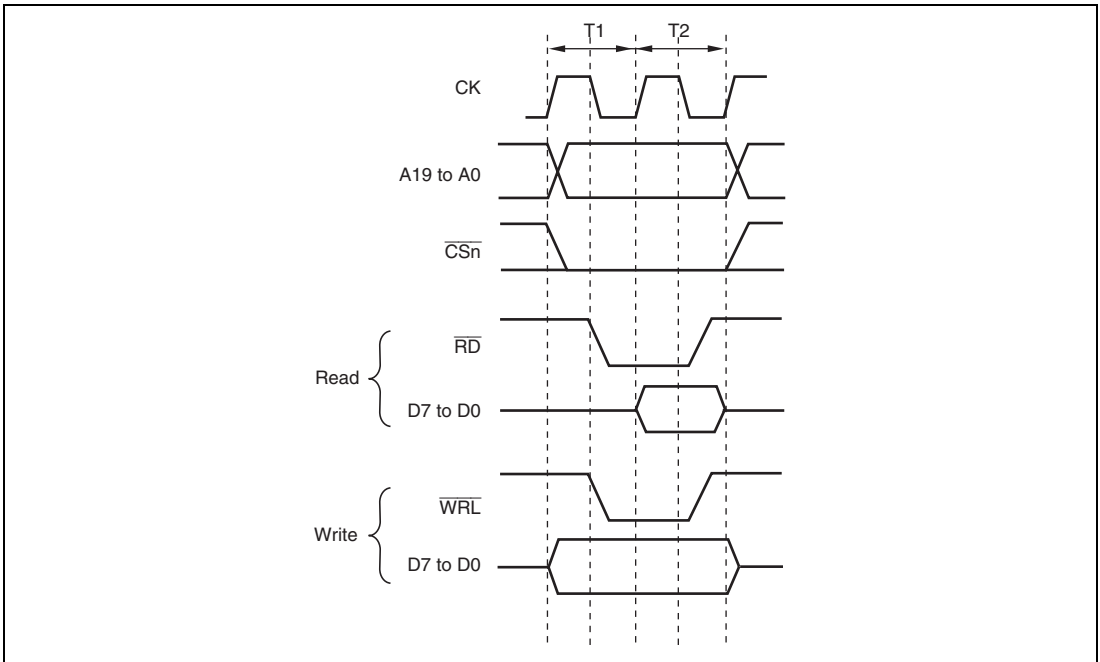 T1 T2
CK
A19 to A0
CSn
RD
Read
D7 to D0
WRL
Write
D7 to D0